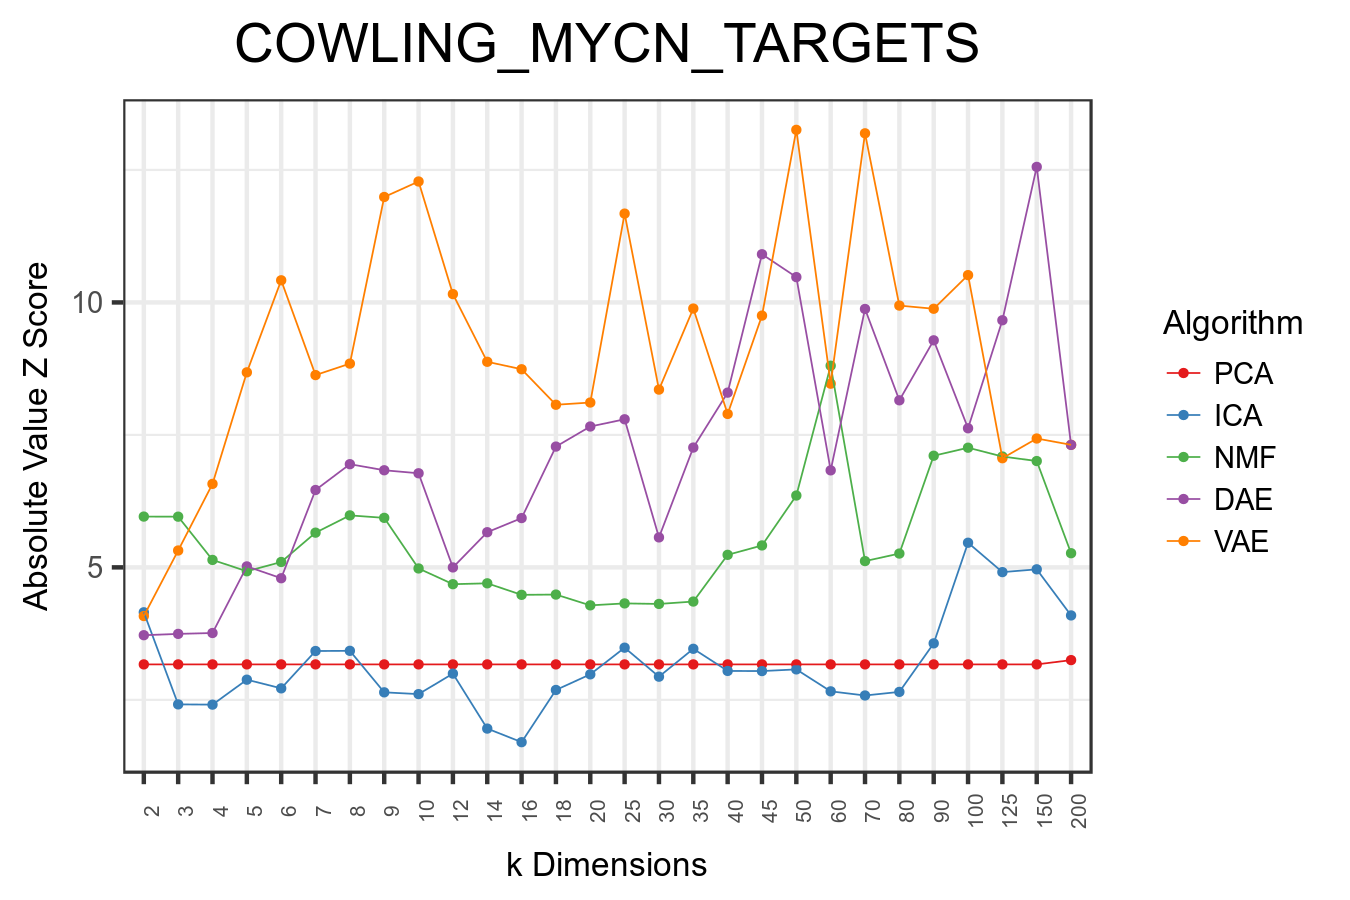 COWLING_MYCN_TARGETS
Absolute Value Z Score
10
5
2 3 4 5 6 7 8 9 10 12 14 16 18 20 25 30 35 40 45 50 60 70 80 90 100 125 150 200
k Dimensions
Algorithm
PCA
ICA
NMF
DAE
VAE